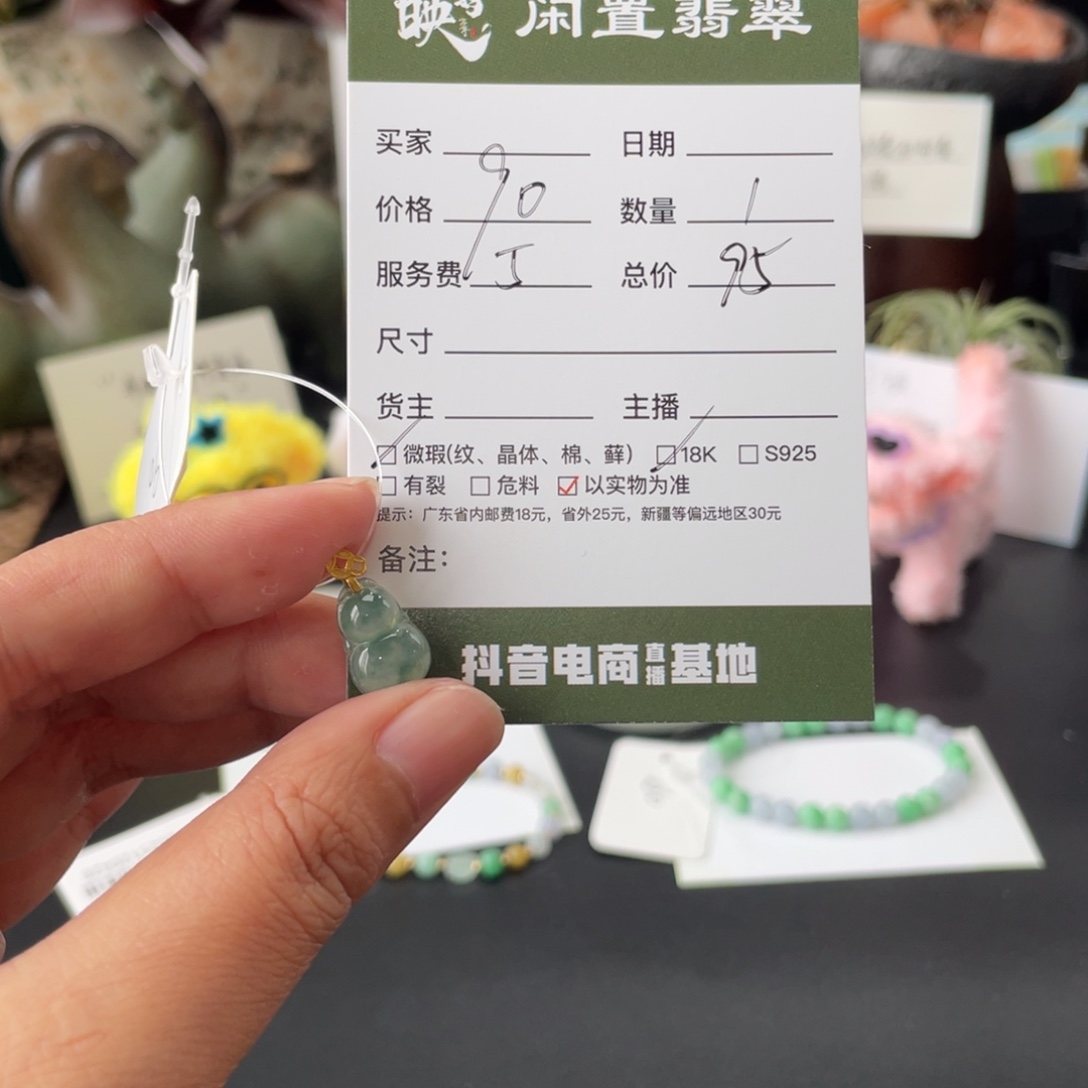 闲置翡翠
买家 日期
价格 90 数量 1
服务费 5 总价 95
尺寸
货主 主播
☑微瑕(纹、晶体、棉、藓) ☑18K □S925
□有裂 □危料 ☑以实物为准
提示：广东省内邮费18元，省外25元，新疆等偏远地区30元
备注：
抖音电商直播基地